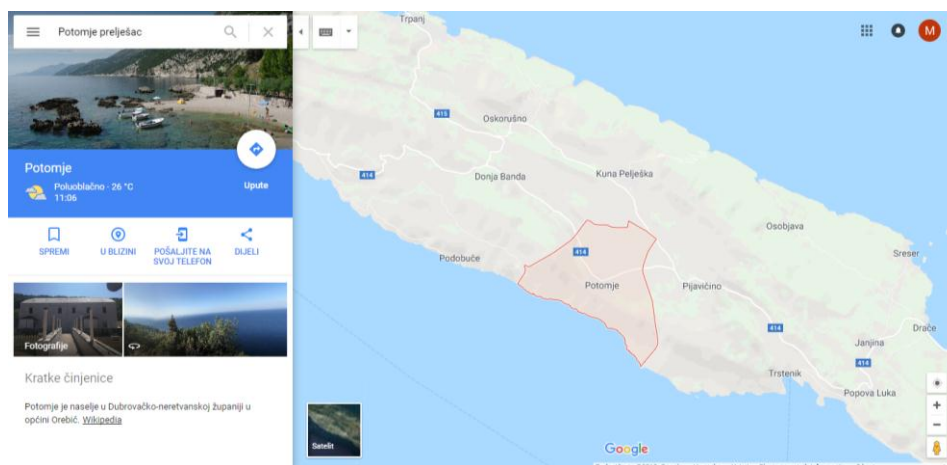 Potomje prelješac
Potomje
Poluoblačno · 26 °C
11:06
Upute
SPREMI
U BLIZINI
POŠALJITE NA
SVOJ TELEFON
DIJELI
Fotografije
Kratke činjenice
Potomje je naselje u Dubrovačko-neretvanskoj županiji u
općini Orebić. Wikipedia
M
Trpanj
415
Oskorušno
414
Donja Banda
Kuna Pelješka
Osobjava
Sreser
414
Podobuče
Potomje
Pijavičino
414
Drače
Janjina
414
Trstenik
Popova Luka
Satelit
Google